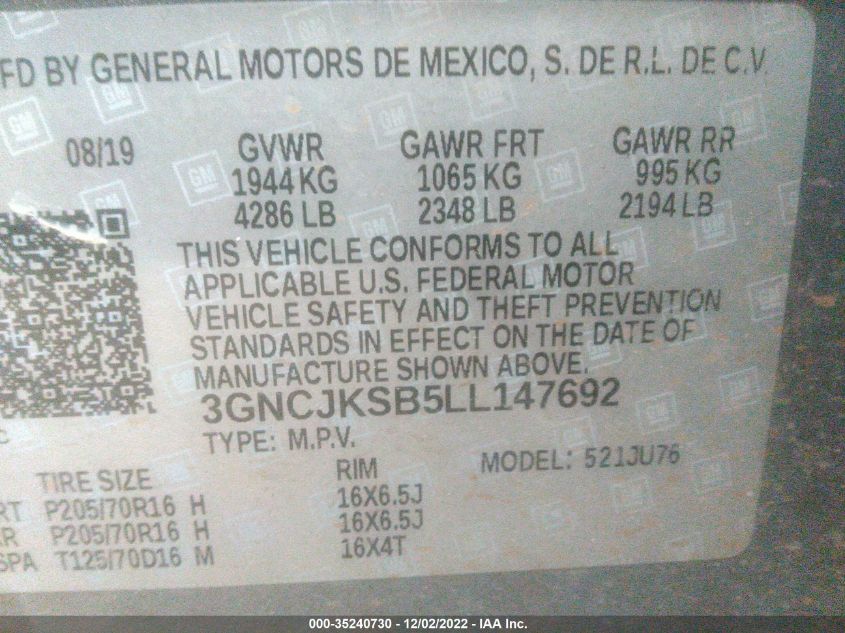 FD BY GENERAL MOTORS DE MEXICO, S. DE R.L. DE C.V.
08/19 GVWR GAWR FRT GAWR RR
1944 KG 1065 KG 995 KG
4286 LB 2348 LB 2194 LB
THIS VEHICLE CONFORMS TO ALL
APPLICABLE U.S. FEDERAL MOTOR
VEHICLE SAFETY AND THEFT PREVENTION
STANDARDS IN EFFECT ON THE DATE OF
MANUFACTURE SHOWN ABOVE.
3GNCJKSB5LL147692
C
TYPE: M.P.V. MODEL: 521JU76
TIRE SIZE RIM
RT P205/70R16 H 16X6.5J
R P205/70R16 H 16X6.5J
SPA T125/70D16 M 16X4T
GM
000-35240730 - 12/02/2022 - IAA Inc.